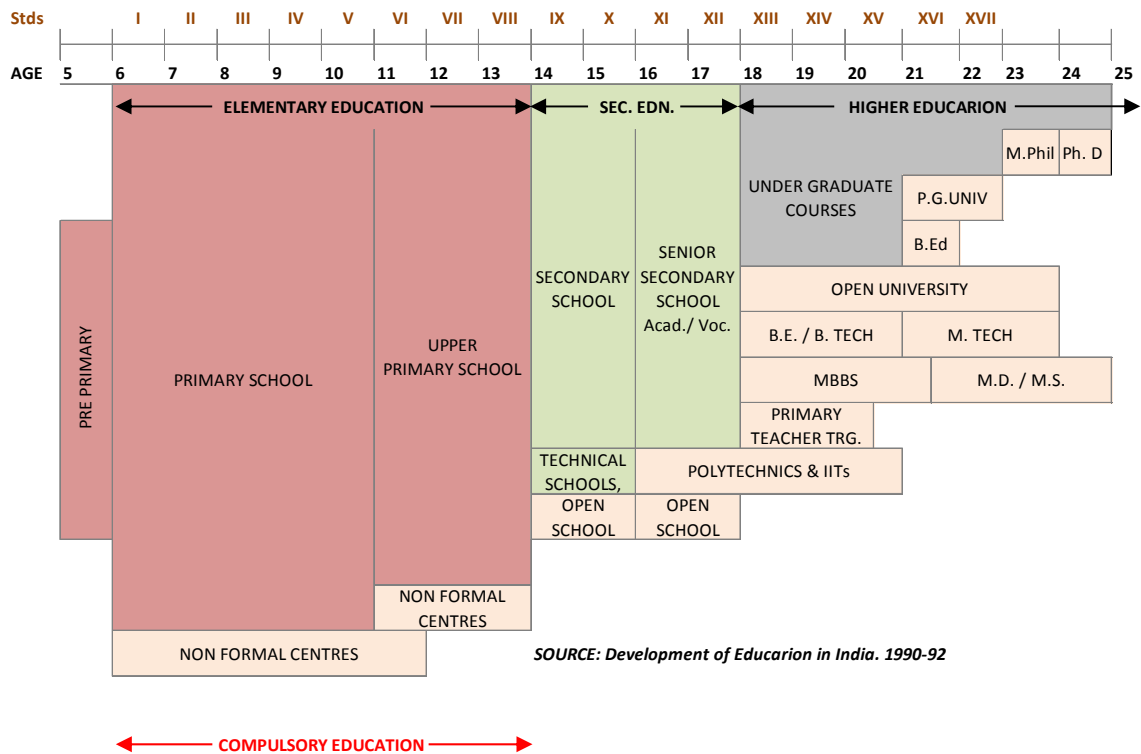 Stds I II III IV V VI VII VIII IX X XI XII XIII XIV XV XVI XVII
AGE 5 6 7 8 9 10 11 12 13 14 15 16 17 18 19 20 21 22 23 24 25
ELEMENTARY EDUCATION SEC. EDN. HIGHER EDUCARION
M.Phil Ph. D
UNDER GRADUATE
COURSES
P.G.UNIV
B.Ed
SENIOR
SECONDARY
SCHOOL
Acad./ Voc.
SECONDARY
SCHOOL
OPEN UNIVERSITY
B.E. / B. TECH M. TECH
UPPER
PRIMARY SCHOOL
PRE PRIMARY
PRIMARY SCHOOL
MBBS M.D. / M.S.
PRIMARY
TEACHER TRG.
TECHNICAL
SCHOOLS,
POLYTECHNICS & IITs
OPEN
SCHOOL
OPEN
SCHOOL
NON FORMAL
CENTRES
NON FORMAL CENTRES
SOURCE: Development of Educarion in India. 1990-92
COMPULSORY EDUCATION